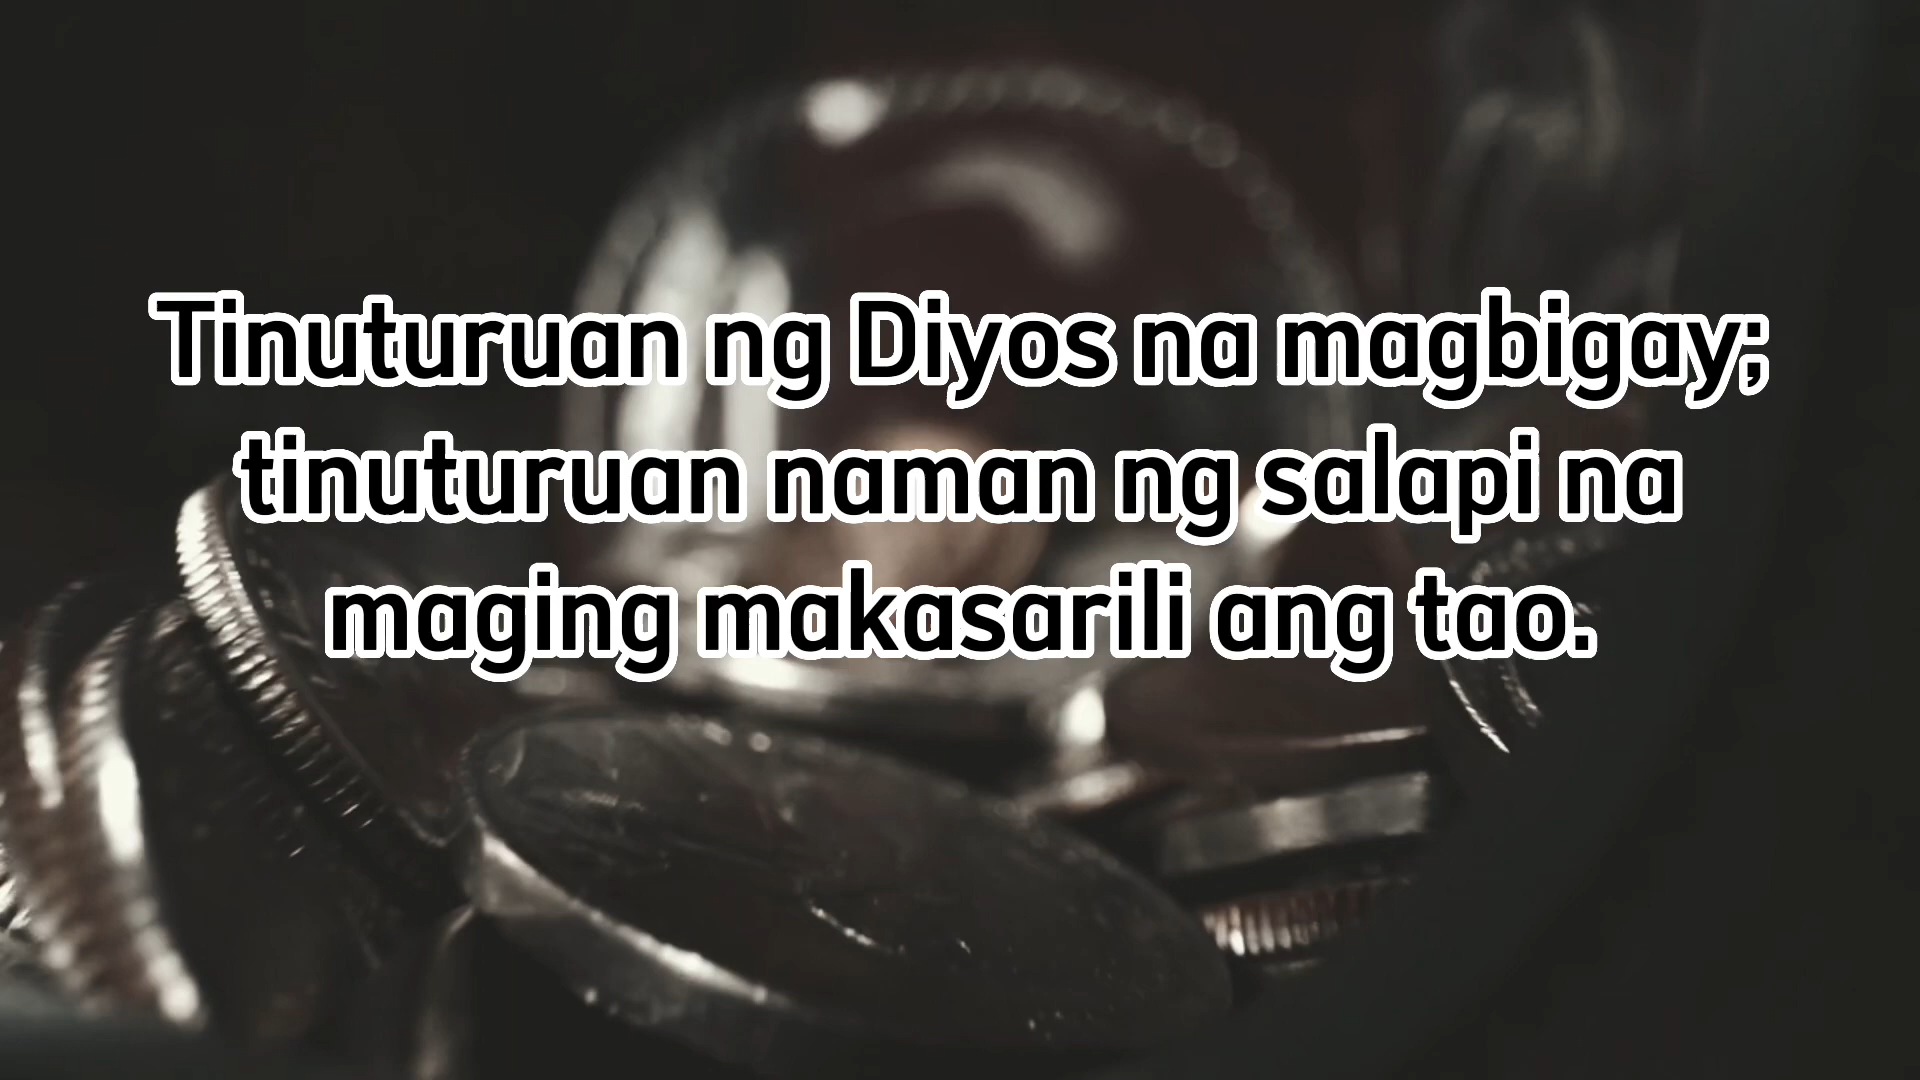 Tinuturuan ng Diyos na magbigay;
tinuturuan naman ng salapi na
maging makasarili ang tao.